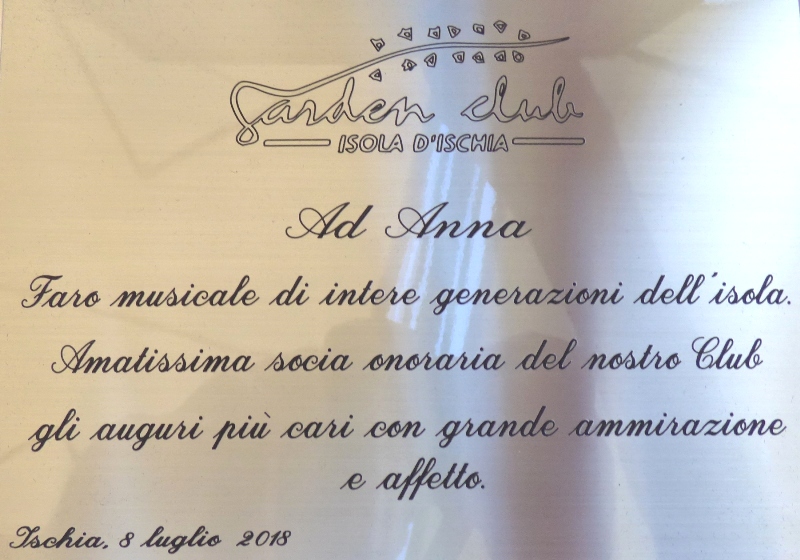 Garden club
ISOLA D'ISCHIA
Ad Anna
Faro musicale di intere generazioni dell'isola.
Amatissima socia onoraria del nostro Club
gli auguri più cari con grande ammirazione
e affetto.
Ischia, 8 luglio 2018